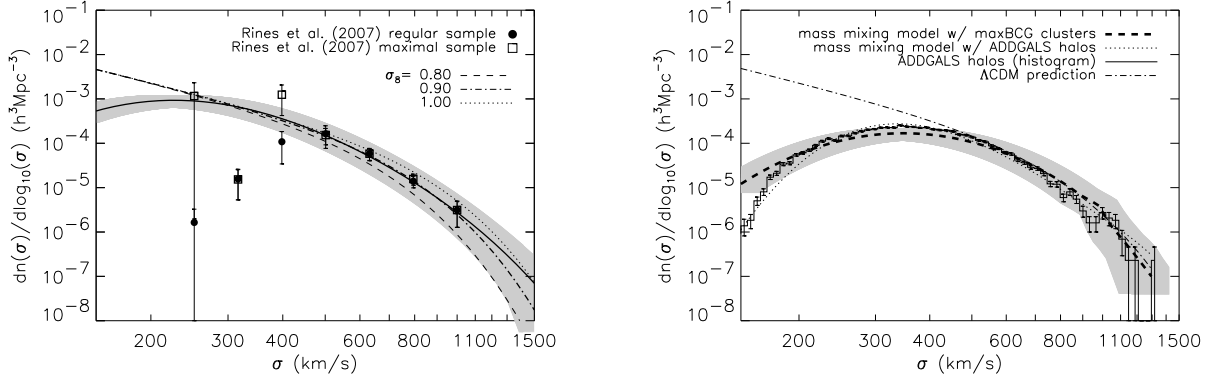 Rines et al. (2007) regular sample
Rines et al. (2007) maximal sample
σ8= 0.80
0.90
1.00
10^-1
10^-2
10^-3
10^-4
10^-5
10^-6
10^-7
10^-8
dn(σ)/dlog10(σ) (h^3Mpc^-3)
200 400 600 800 1100 1500
σ (km/s)
mass mixing model w/ maxBCG clusters
mass mixing model w/ ADDGALS halos
ADDGALS halos (histogram)
ΛCDM prediction
10^-1
10^-2
10^-3
10^-4
10^-5
10^-6
10^-7
10^-8
dn(σ)/dlog10(σ) (h^3Mpc^-3)
200 400 600 800 1100 1500
σ (km/s)